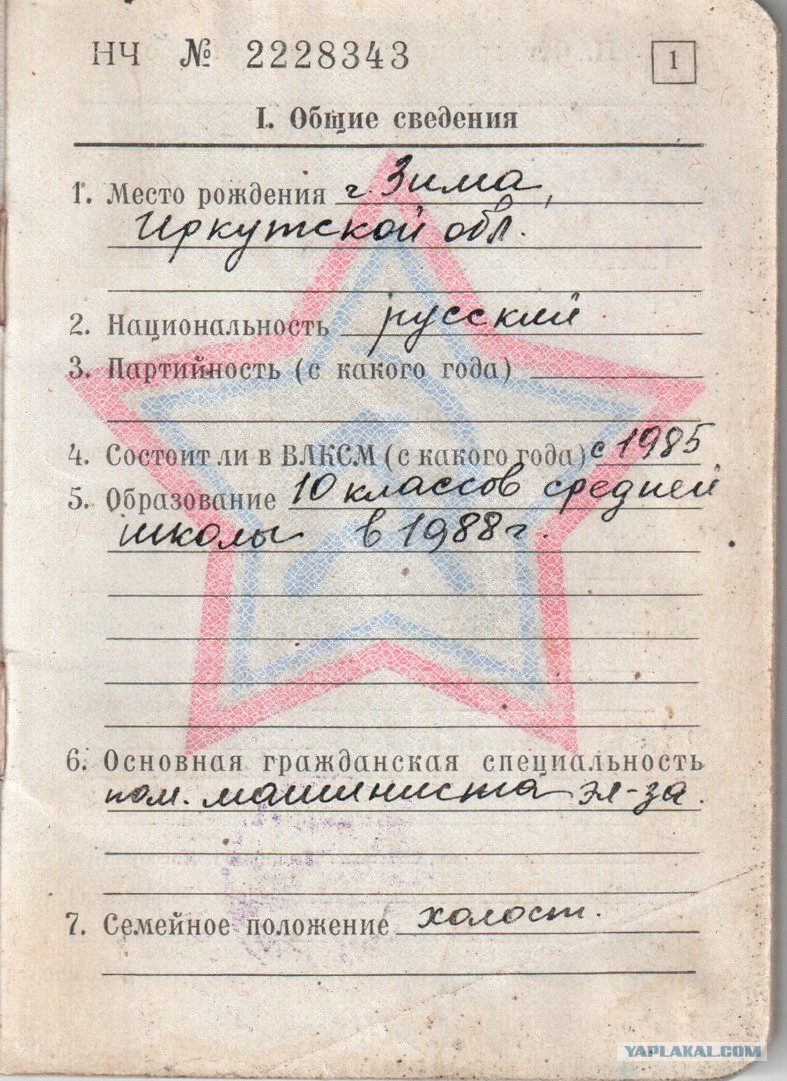 НЧ № 2228343 1
I. Общие сведения
1. Место рождения г. Зима,
Иркутской обл.
2. Национальность русский
3. Партийность (с какого года)
4. Состоит ли в ВЛКСМ (с какого года) с 1985
5. Образование 10 классов средней
школы в 1988 г.
6. Основная гражданская специальность
пом. машиниста эл-за.
7. Семейное положение холост.
YAPLAKAL.COM